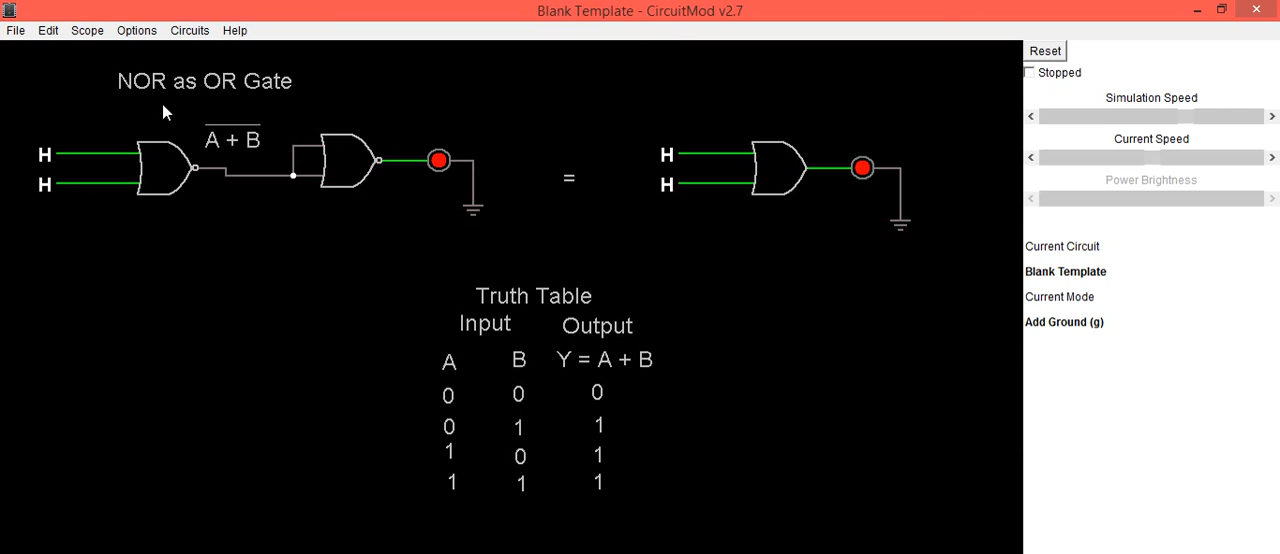 Blank Template - CircuitMod v2.7
File Edit Scope Options Circuits Help
Reset
Stopped
Simulation Speed
Current Speed
Power Brightness
Current Circuit
Blank Template
Current Mode
Add Ground (g)
NOR as OR Gate
A + B
H
H
=
H
H
Truth Table
Input Output
A B Y = A + B
0 0 0
0 1 1
1 0 1
1 1 1